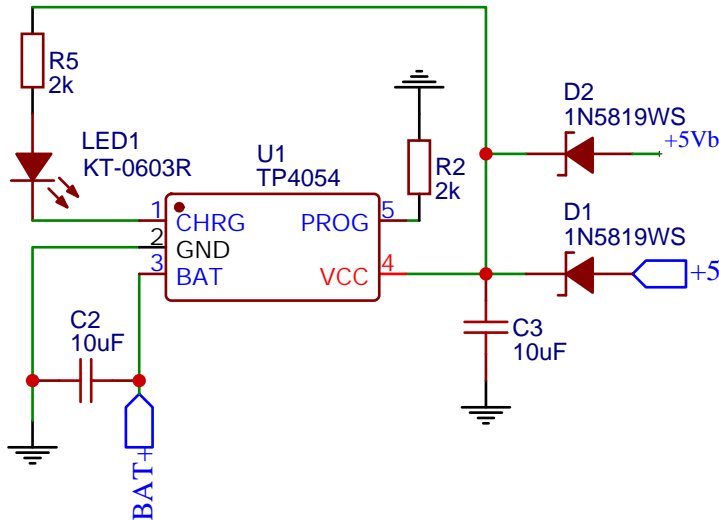 R5
2k
LED1
KT-0603R
U1
TP4054
R2
2k
D2
1N5819WS
+5Vb
D1
1N5819WS
+5
1
CHRG
2
GND
3
BAT
PROG
5
VCC
4
C2
10uF
C3
10uF
BAT+